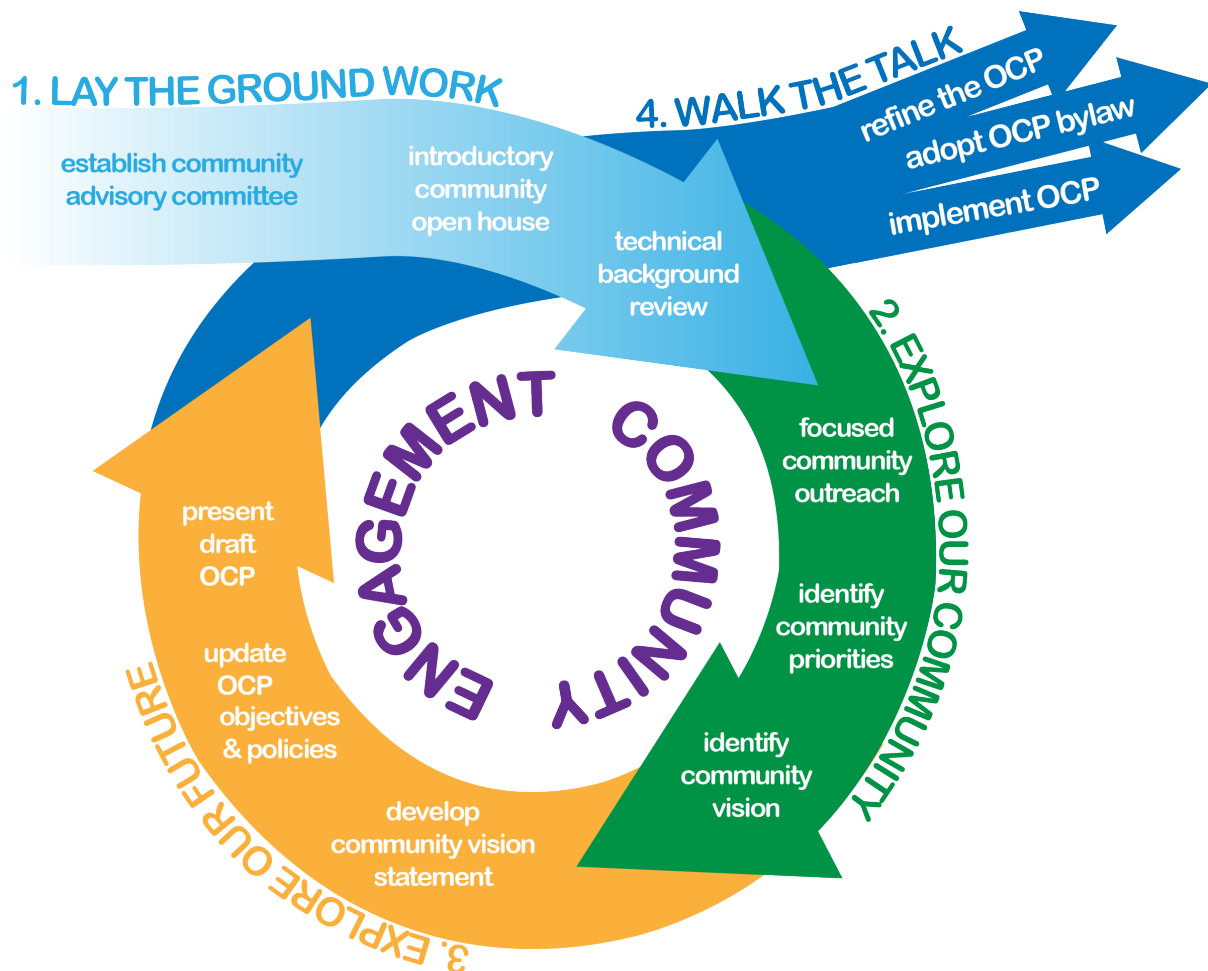 1. LAY THE GROUND WORK
establish community
advisory committee
introductory
community
open house
technical
background
review
2. EXPLORE OUR COMMUNITY
focused
community
outreach
identify
community
priorities
identify
community
vision
3. EXPLORE OUR FUTURE
develop
community vision
statement
update
OCP
objectives
& policies
present
draft
OCP
4. WALK THE TALK
refine the OCP
adopt OCP bylaw
implement OCP
COMMUNITY
ENGAGEMENT